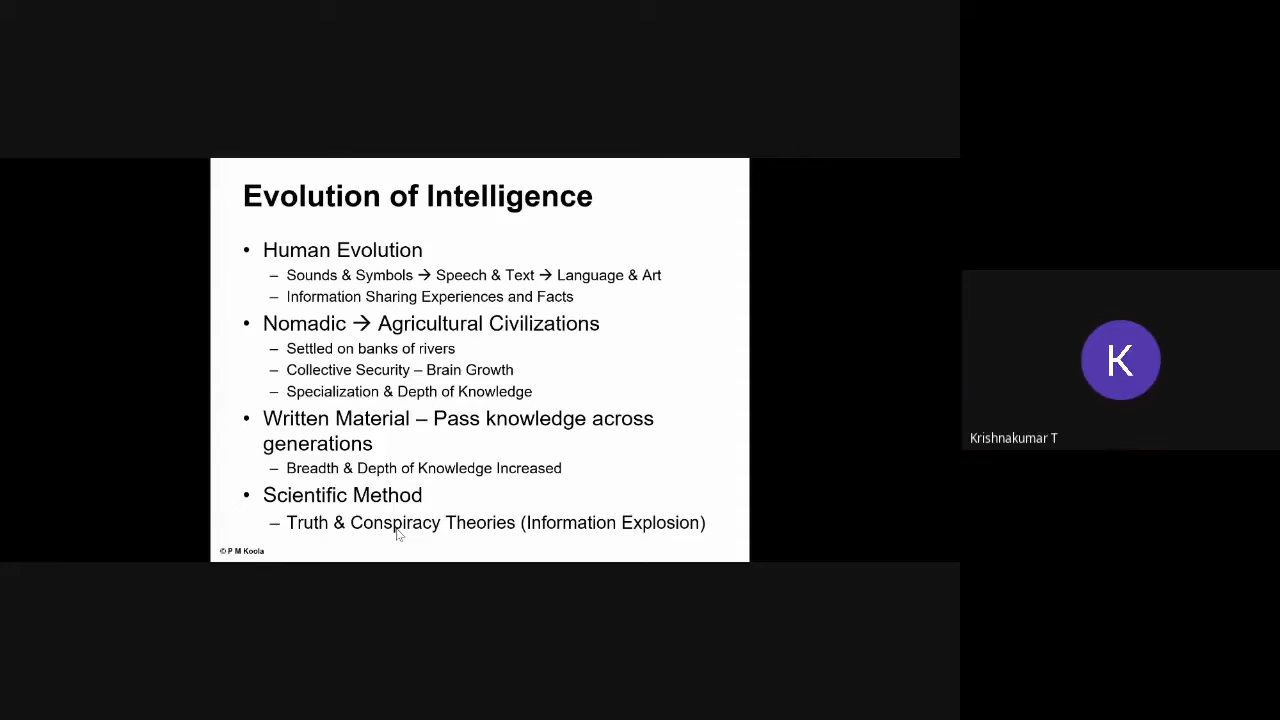 Evolution of Intelligence
• Human Evolution
– Sounds & Symbols → Speech & Text → Language & Art
– Information Sharing Experiences and Facts
• Nomadic → Agricultural Civilizations
– Settled on banks of rivers
– Collective Security – Brain Growth
– Specialization & Depth of Knowledge
• Written Material – Pass knowledge across
generations
– Breadth & Depth of Knowledge Increased
• Scientific Method
– Truth & Conspiracy Theories (Information Explosion)
© P M Koola
K
Krishnakumar T